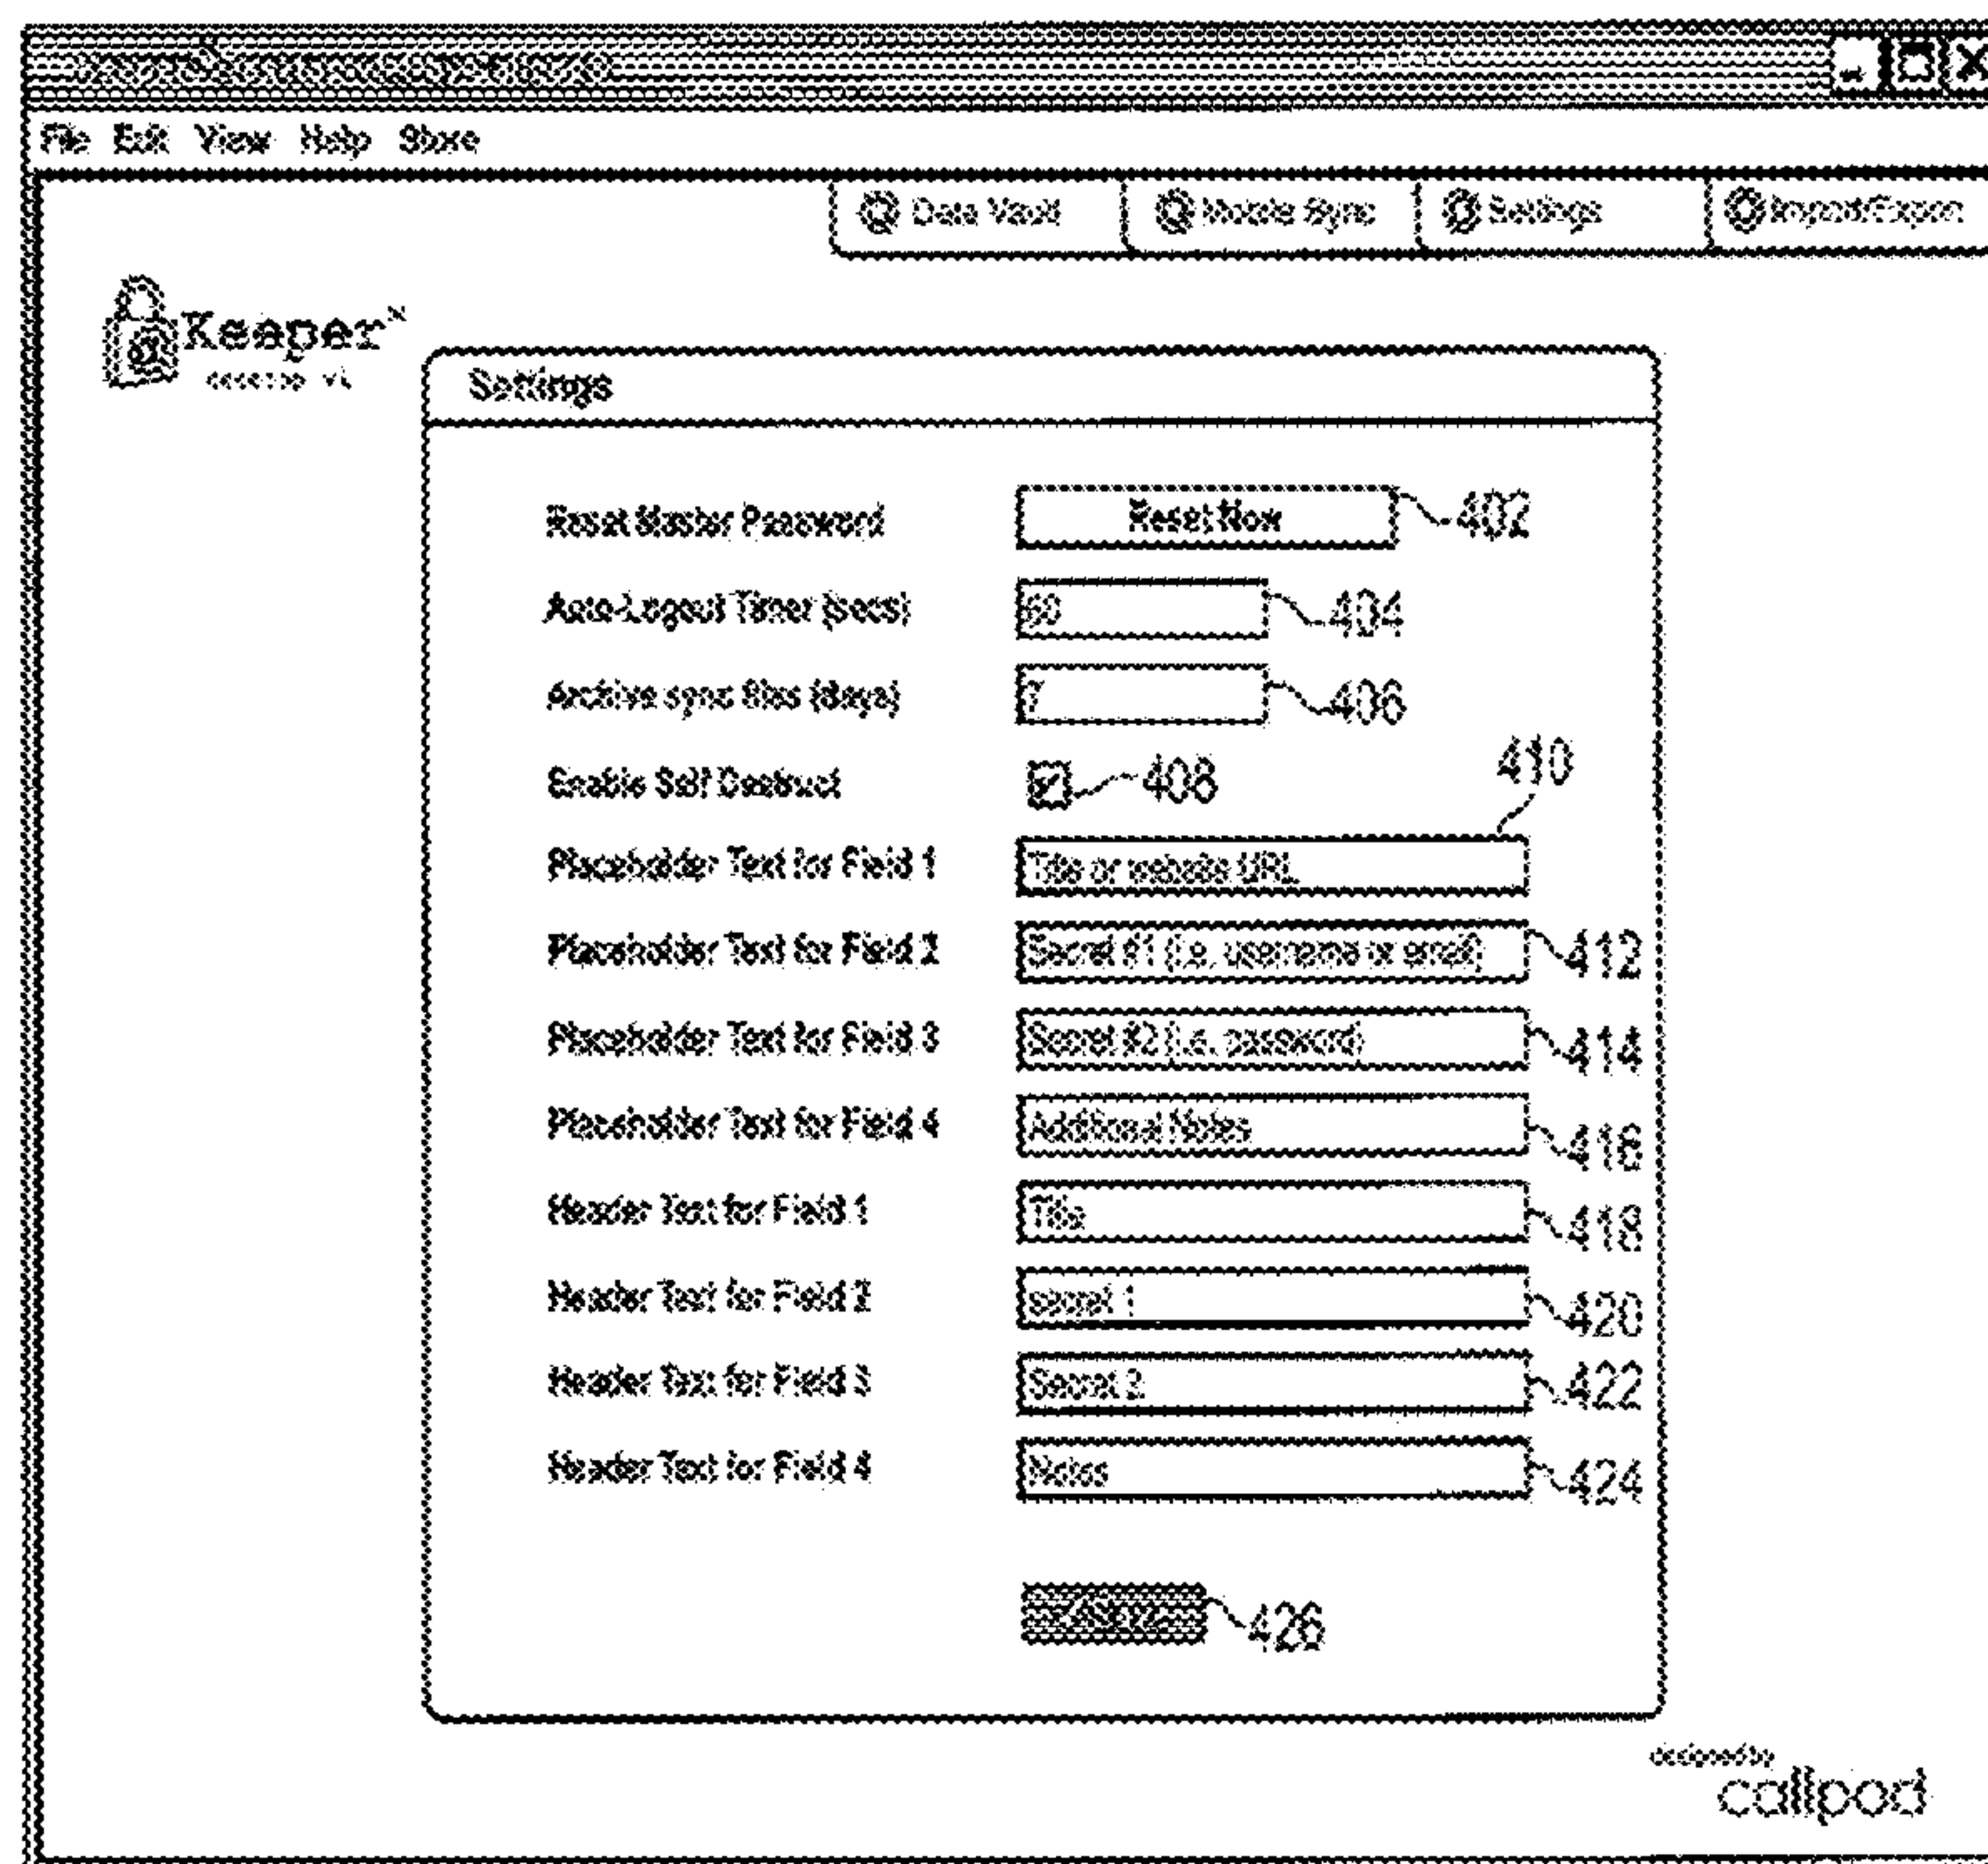 File Edit View Help Store
Data Vault Mobile Sync Settings Import/Export
Keeper
desktop v1
Settings
Reset Master Password Reset Now 402
Auto-Logout Timer (secs) 60 404
Archive sync files (days) 7 406
Enable Self Destruct 408 410
Placeholder Text for Field 1 Title or website URL
Placeholder Text for Field 2 Secret #1 (i.e. username or email) 412
Placeholder Text for Field 3 Secret #2 (i.e. password) 414
Placeholder Text for Field 4 Additional Notes 416
Header Text for Field 1 Title 418
Header Text for Field 2 secret 1 420
Header Text for Field 3 Secret 2 422
Header Text for Field 4 Notes 424
426
designed by
callpod